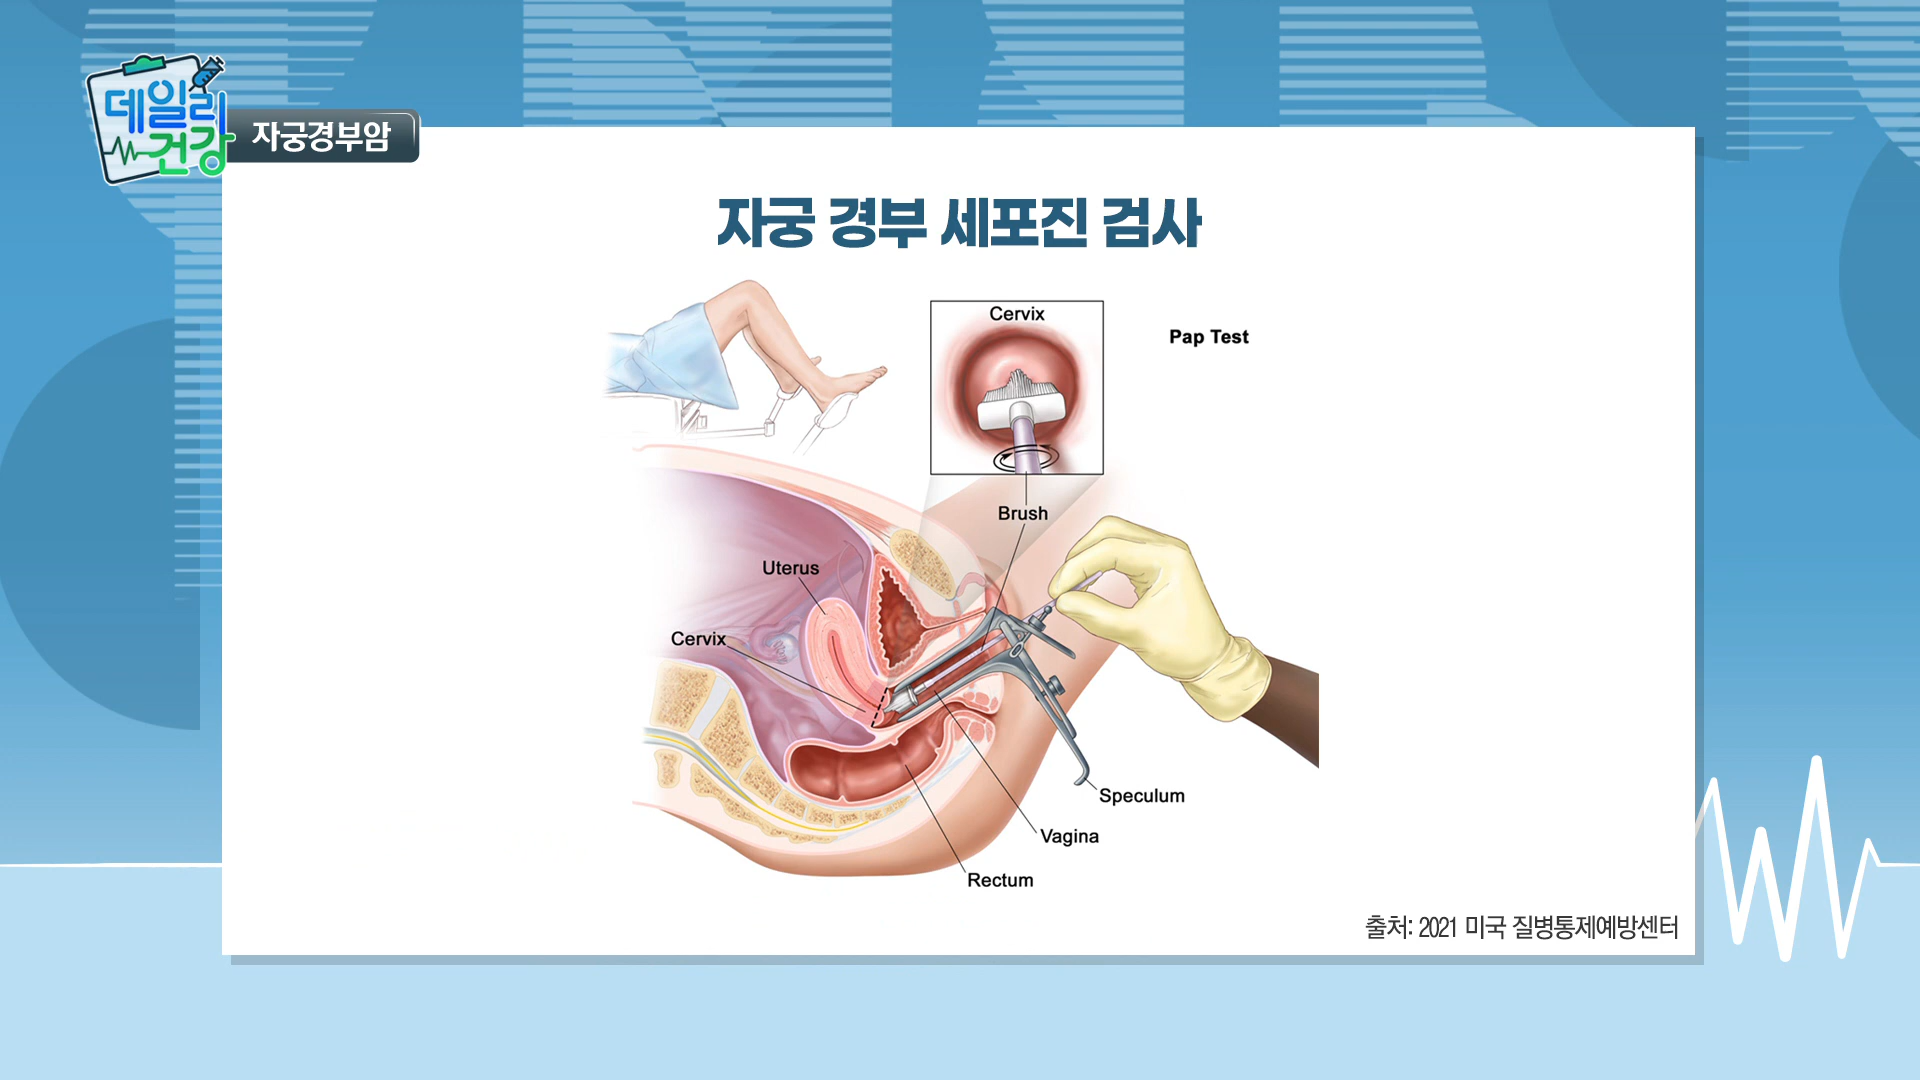 데일리
건강
자궁경부암
자궁 경부 세포진 검사
Cervix
Pap Test
Brush
Uterus
Cervix
Speculum
Vagina
Rectum
출처: 2021 미국 질병통제예방센터